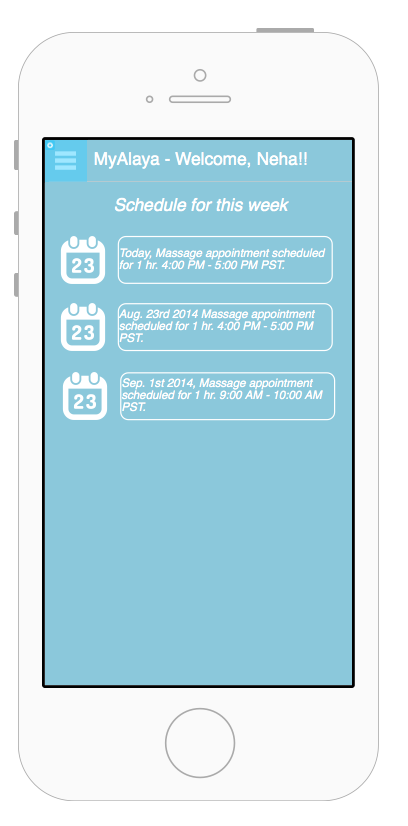 MyAlaya - Welcome, Neha!!
Schedule for this week
23
Today, Massage appointment scheduled
for 1 hr. 4:00 PM - 5:00 PM PST.
23
Aug. 23rd 2014 Massage appointment
scheduled for 1 hr. 4:00 PM - 5:00 PM
PST.
23
Sep. 1st 2014, Massage appointment
scheduled for 1 hr. 9:00 AM - 10:00 AM
PST.